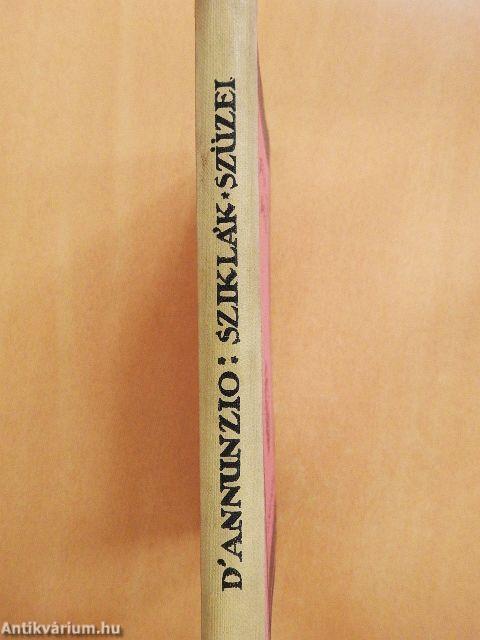 D'ANNUNZIO: SZIKLÁK * SZÜZEI
Antikvárium.hu